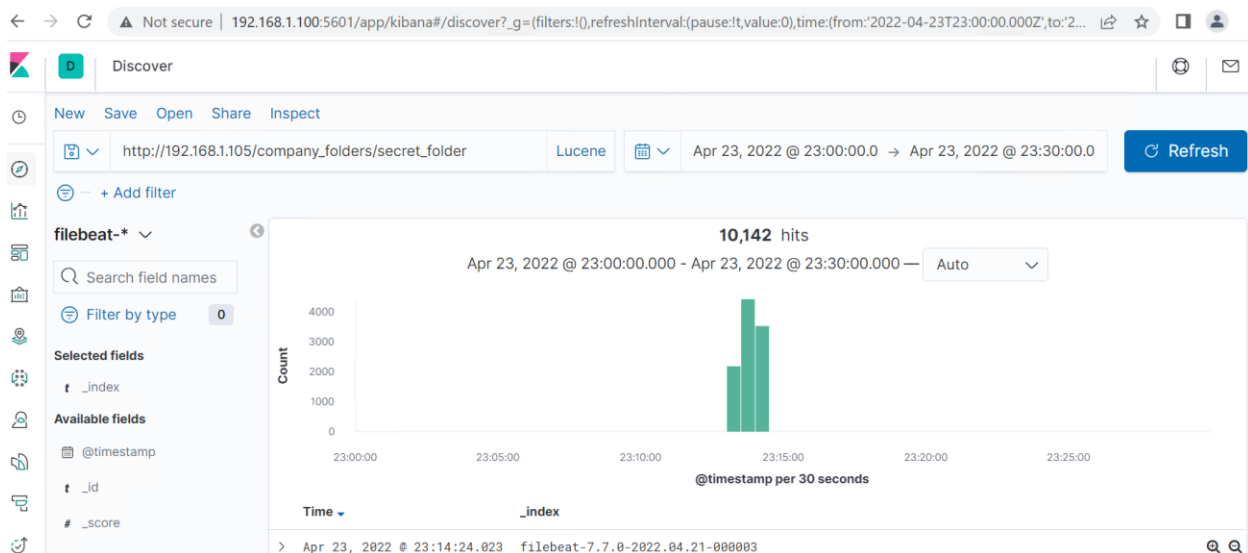 Not secure | 192.168.1.100:5601/app/kibana#/discover?_g=(filters:!(),refreshInterval:(pause:!t,value:0),time:(from:'2022-04-23T23:00:00.000Z',to:'2...
D Discover
New Save Open Share Inspect
http://192.168.1.105/company_folders/secret_folder Lucene Apr 23, 2022 @ 23:00:00.0 → Apr 23, 2022 @ 23:30:00.0 Refresh
+ Add filter
filebeat-*
Search field names
Filter by type 0
Selected fields
t _index
Available fields
@timestamp
t _id
# _score
10,142 hits
Apr 23, 2022 @ 23:00:00.000 - Apr 23, 2022 @ 23:30:00.000 — Auto
Count
4000
3000
2000
1000
0
23:00:00 23:05:00 23:10:00 23:15:00 23:20:00 23:25:00
@timestamp per 30 seconds
Time _index
Apr 23, 2022 @ 23:14:24.023 filebeat-7.7.0-2022.04.21-000003